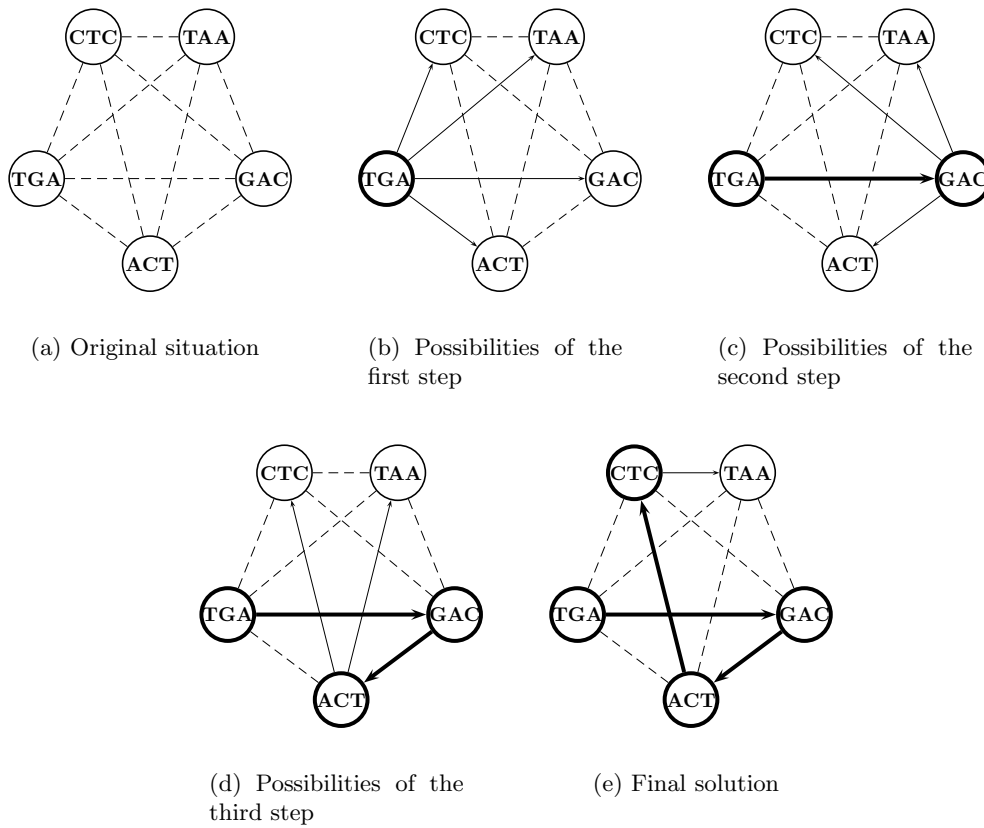 CTC TAA
TGA GAC
ACT
(a) Original situation
CTC TAA
TGA GAC
ACT
(b) Possibilities of the
first step
CTC TAA
TGA GAC
ACT
(c) Possibilities of the
second step
CTC TAA
TGA GAC
ACT
(d) Possibilities of the
third step
CTC TAA
TGA GAC
ACT
(e) Final solution